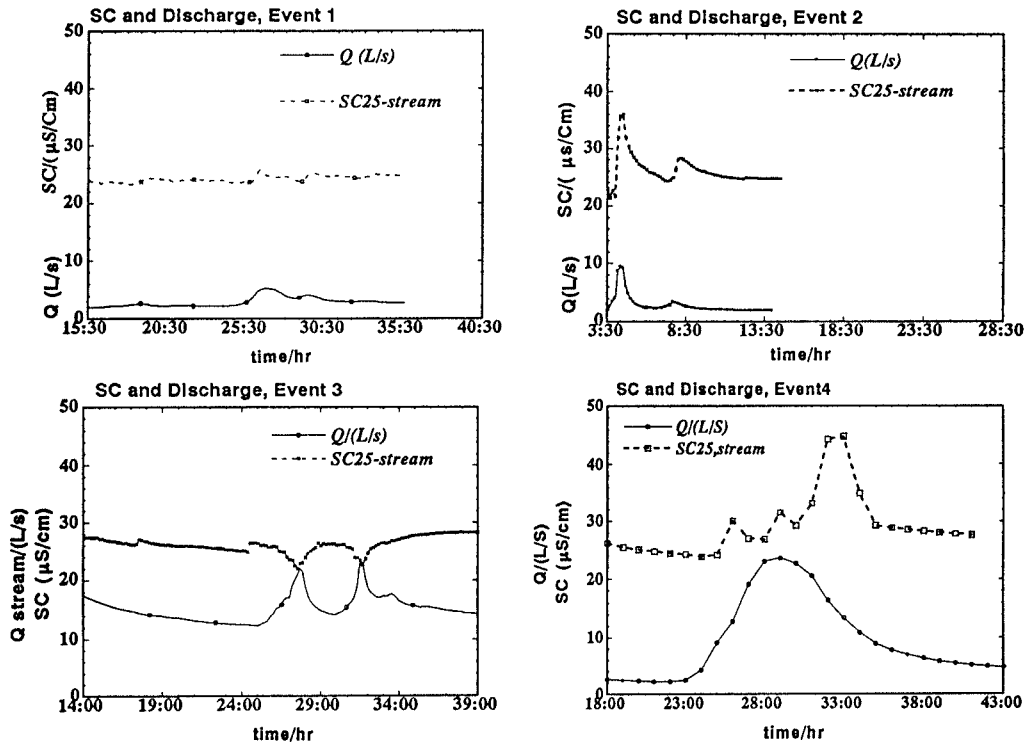 SC and Discharge, Event 1
50
40
30
20
10
0
SC/(µS/Cm)
Q (L/s)
Q (L/s)
SC25-stream
15:30 20:30 25:30 30:30 35:30 40:30
time/hr
SC and Discharge, Event 2
50
40
30
20
10
0
SC/( µs/Cm)
Q(L/s)
Q(L/s)
SC25-stream
3:30 8:30 13:30 18:30 23:30 28:30
time/hr
SC and Discharge, Event 3
50
40
30
20
10
0
Q stream/(L/s)
SC (µS/cm)
Q/(L/s)
SC25-stream
14:00 19:00 24:00 29:00 34:00 39:00
time/hr
SC and Discharge, Event4
50
40
30
20
10
0
Q/(L/S)
SC (µS/cm)
Q/(L/S)
SC25,stream
18:00 23:00 28:00 33:00 38:00 43:00
time/hr